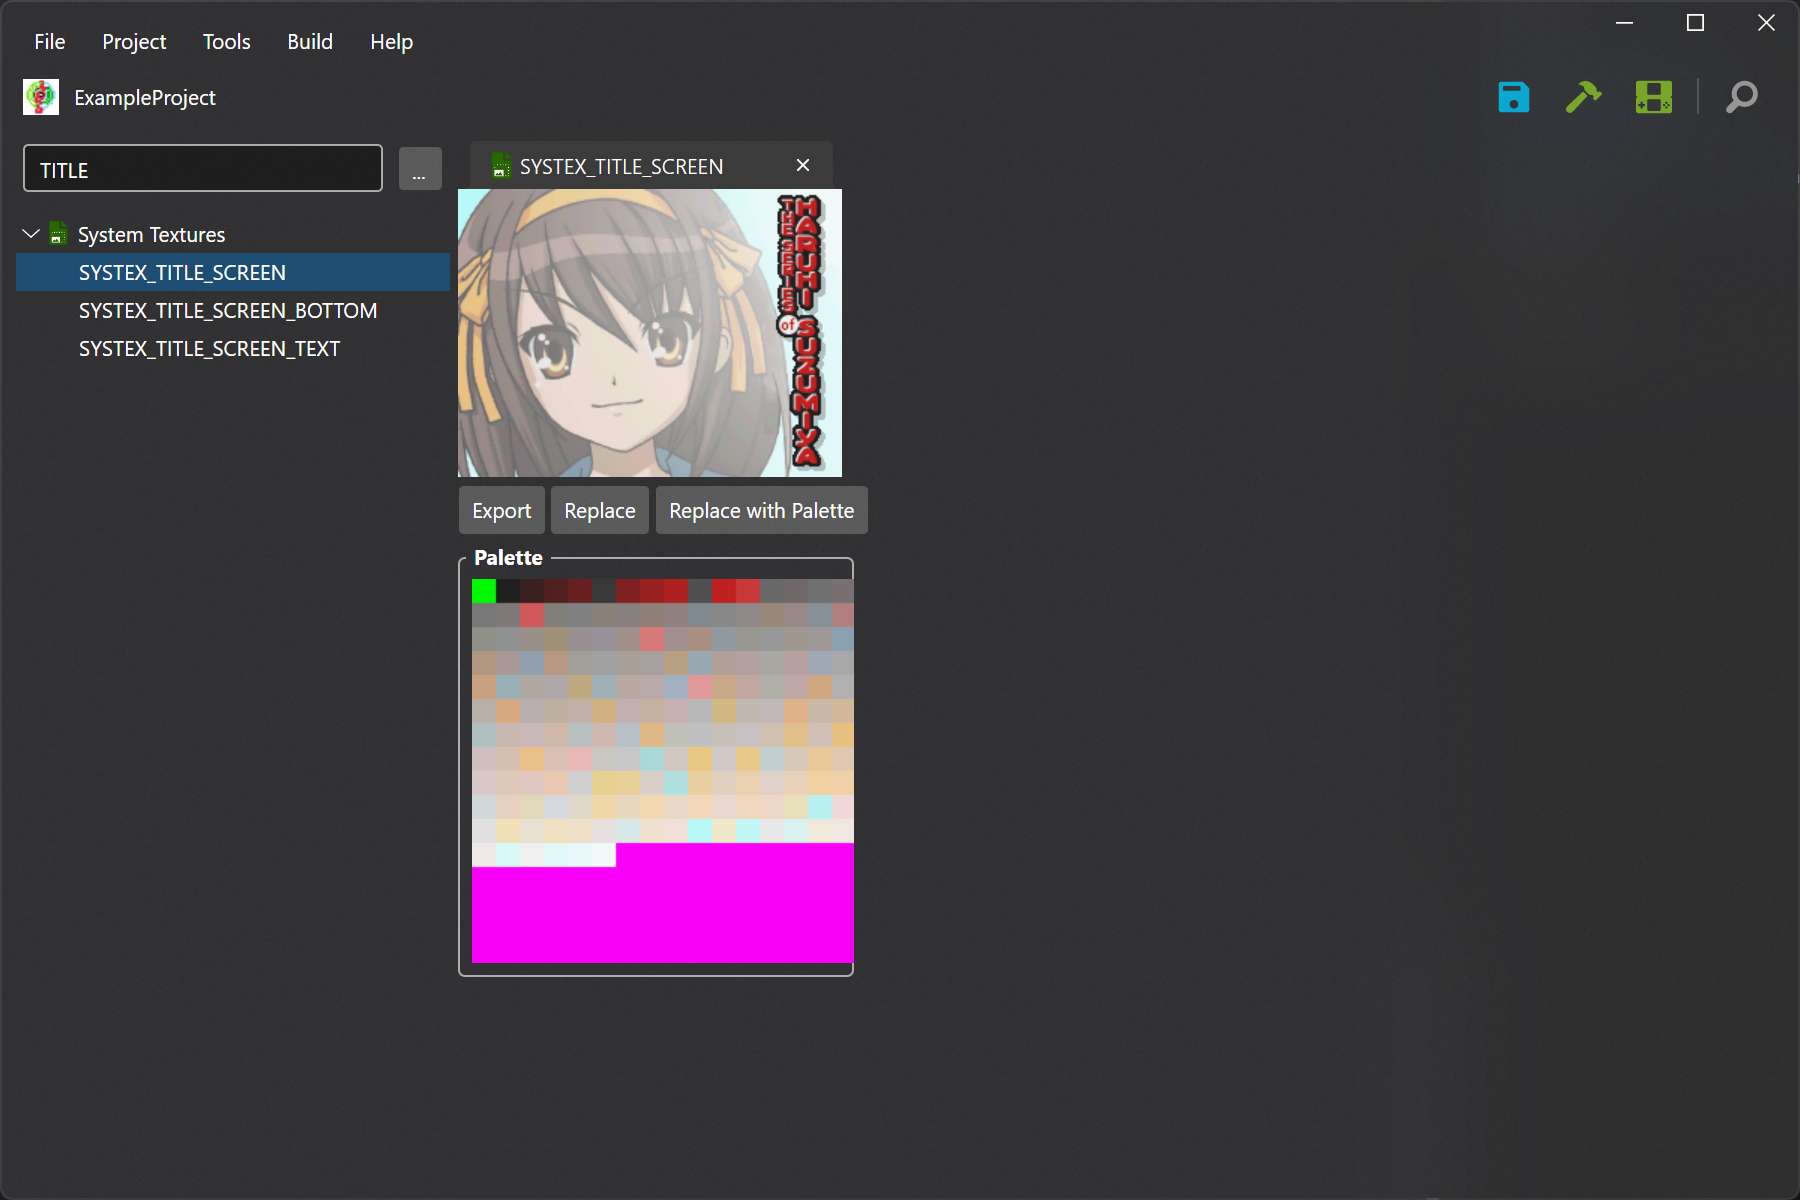 File Project Tools Build Help
ExampleProject
TITLE
...
SYSTEX_TITLE_SCREEN
System Textures
SYSTEX_TITLE_SCREEN
SYSTEX_TITLE_SCREEN_BOTTOM
SYSTEX_TITLE_SCREEN_TEXT
THE SERIES of
HARUHI SUZUMIYA
Export Replace Replace with Palette
Palette